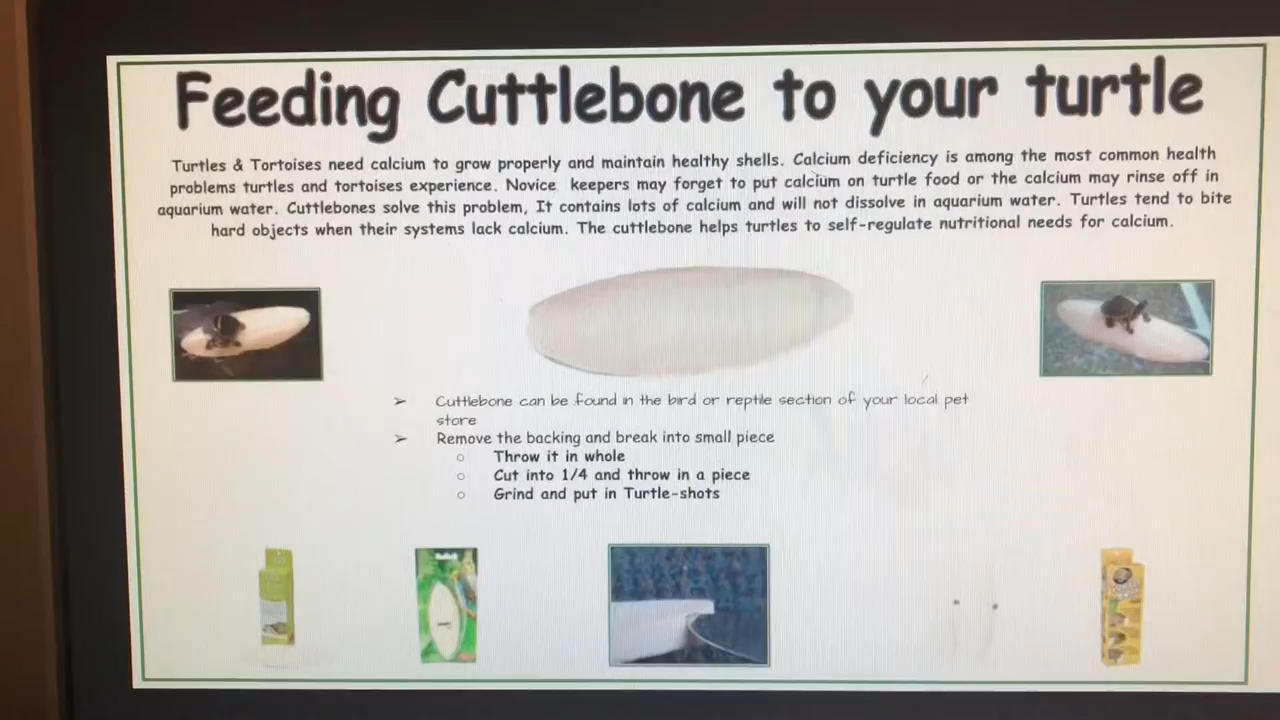 Feeding Cuttlebone to your turtle
Turtles & Tortoises need calcium to grow properly and maintain healthy shells. Calcium deficiency is among the most common health
problems turtles and tortoises experience. Novice keepers may forget to put calcium on turtle food or the calcium may rinse off in
aquarium water. Cuttlebones solve this problem, It contains lots of calcium and will not dissolve in aquarium water. Turtles tend to bite
hard objects when their systems lack calcium. The cuttlebone helps turtles to self-regulate nutritional needs for calcium.
➢ Cuttlebone can be found in the bird or reptile section of your local pet
store
➢ Remove the backing and break into small piece
○ Throw it in whole
○ Cut into 1/4 and throw in a piece
○ Grind and put in Turtle-shots